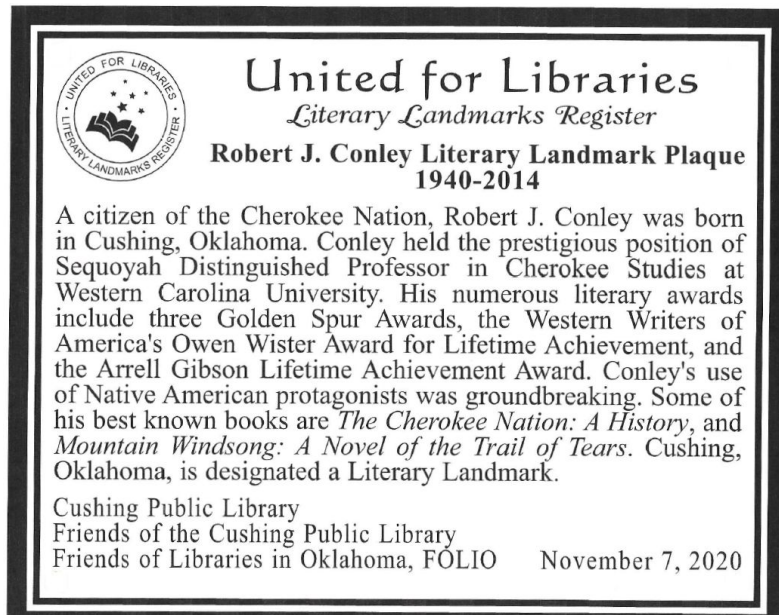 UNITED FOR LIBRARIES
LITERARY LANDMARKS REGISTER
United for Libraries
Literary Landmarks Register
Robert J. Conley Literary Landmark Plaque
1940-2014
A citizen of the Cherokee Nation, Robert J. Conley was born
in Cushing, Oklahoma. Conley held the prestigious position of
Sequoyah Distinguished Professor in Cherokee Studies at
Western Carolina University. His numerous literary awards
include three Golden Spur Awards, the Western Writers of
America's Owen Wister Award for Lifetime Achievement, and
the Arrell Gibson Lifetime Achievement Award. Conley's use
of Native American protagonists was groundbreaking. Some of
his best known books are The Cherokee Nation: A History, and
Mountain Windsong: A Novel of the Trail of Tears. Cushing,
Oklahoma, is designated a Literary Landmark.
Cushing Public Library
Friends of the Cushing Public Library
Friends of Libraries in Oklahoma, FOLIO November 7, 2020